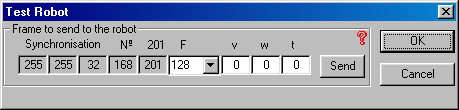 Test Robot
Frame to send to the robot
Synchronisation Nº 201 F v w t ?
255 255 32 168 201 128 0 0 0 Send
OK
Cancel